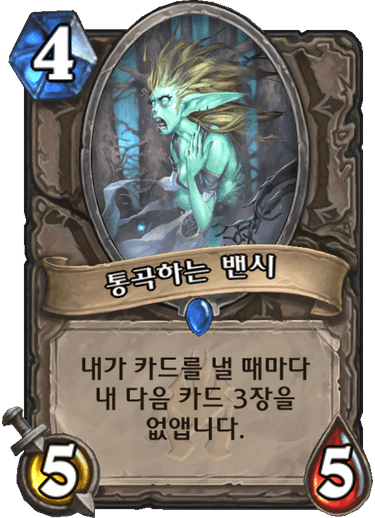 4
통곡하는 밴시
내가 카드를 낼 때마다
내 다음 카드 3장을
없앱니다.
5
5